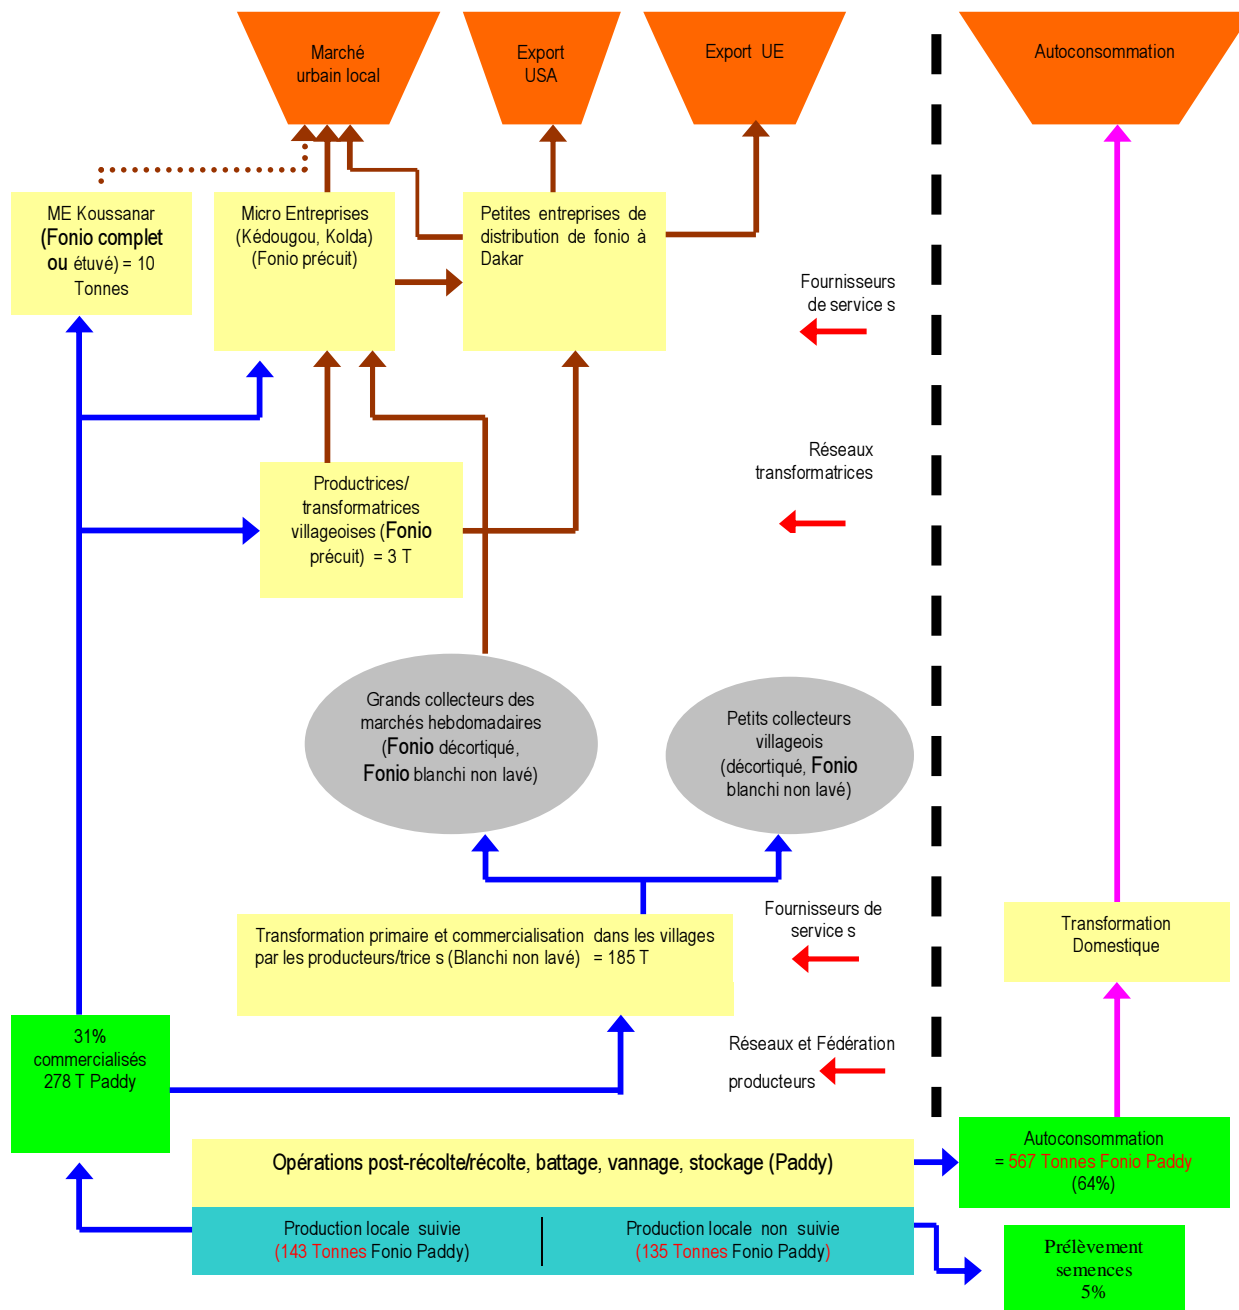 Marché
urbain local
Export
USA
Export UE
Autoconsommation
ME Koussanar
(Fonio complet
ou étuvé) = 10
Tonnes
Micro Entreprises
(Kédougou, Kolda)
(Fonio précuit)
Petites entreprises de
distribution de fonio à
Dakar
Fournisseurs
de service s
Réseaux
transformatrices
Productrices/
transformatrices
villageoises (Fonio
précuit) = 3 T
Grands collecteurs des
marchés hebdomadaires
(Fonio décortiqué,
Fonio blanchi non lavé)
Petits collecteurs
villageois
(décortiqué, Fonio
blanchi non lavé)
Transformation primaire et commercialisation dans les villages
par les producteurs/trice s (Blanchi non lavé) = 185 T
Fournisseurs de
service s
Transformation
Domestique
31%
commercialisés
278 T Paddy
Réseaux et Fédération
producteurs
Opérations post-récolte/récolte, battage, vannage, stockage (Paddy)
Autoconsommation
= 567 Tonnes Fonio Paddy
(64%)
Production locale suivie
(143 Tonnes Fonio Paddy)
Production locale non suivie
(135 Tonnes Fonio Paddy)
Prélèvement
semences
5%